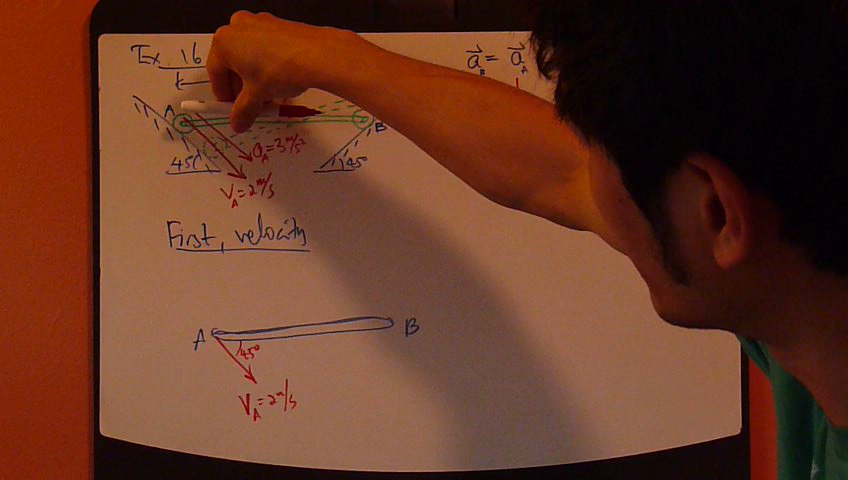 Ex. 16
a_B = a_A
A
B
a_A = 3 m/s²
45°
45
V_A = 2 m/s
First, velocity
A
B
45°
V_A = 2 m/s